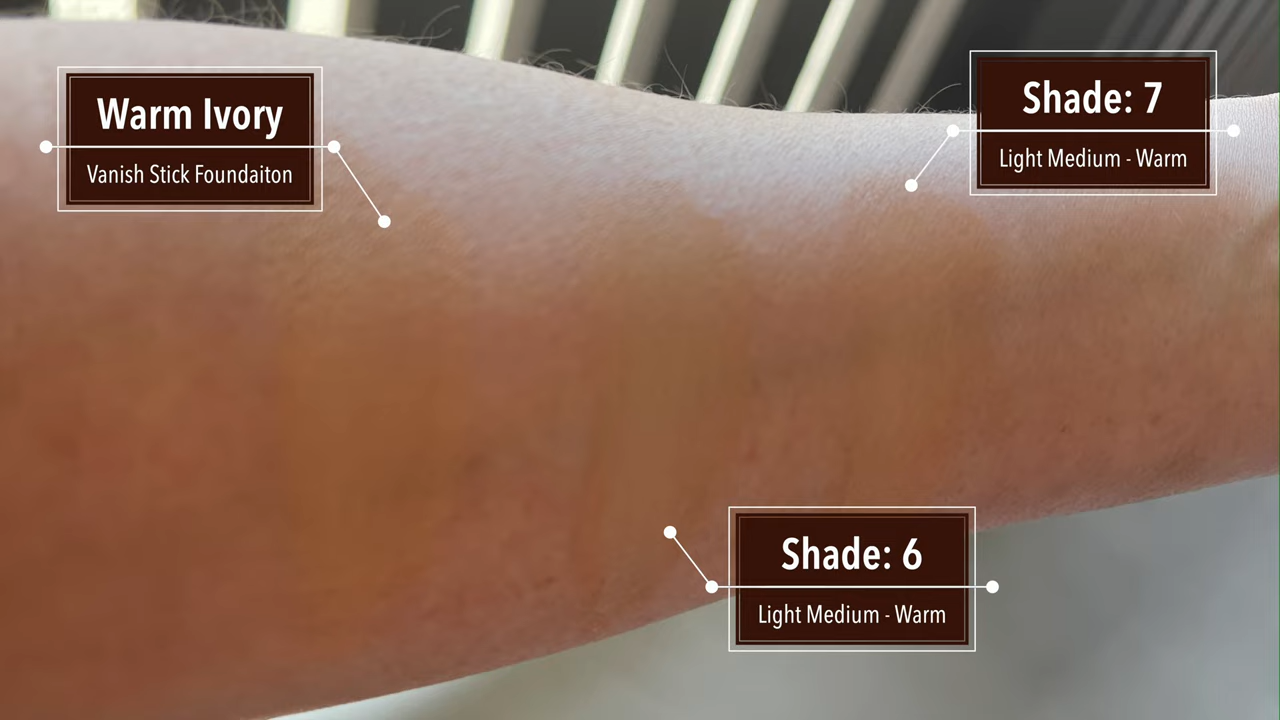 Warm Ivory
Vanish Stick Foundaiton
Shade: 7
Light Medium - Warm
Shade: 6
Light Medium - Warm